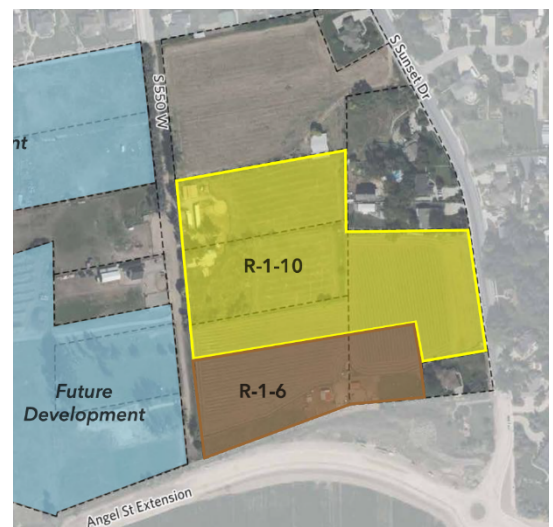 S Sunset Dr
S 550 W
nt
R-1-10
R-1-6
Future
Development
Angel St Extension